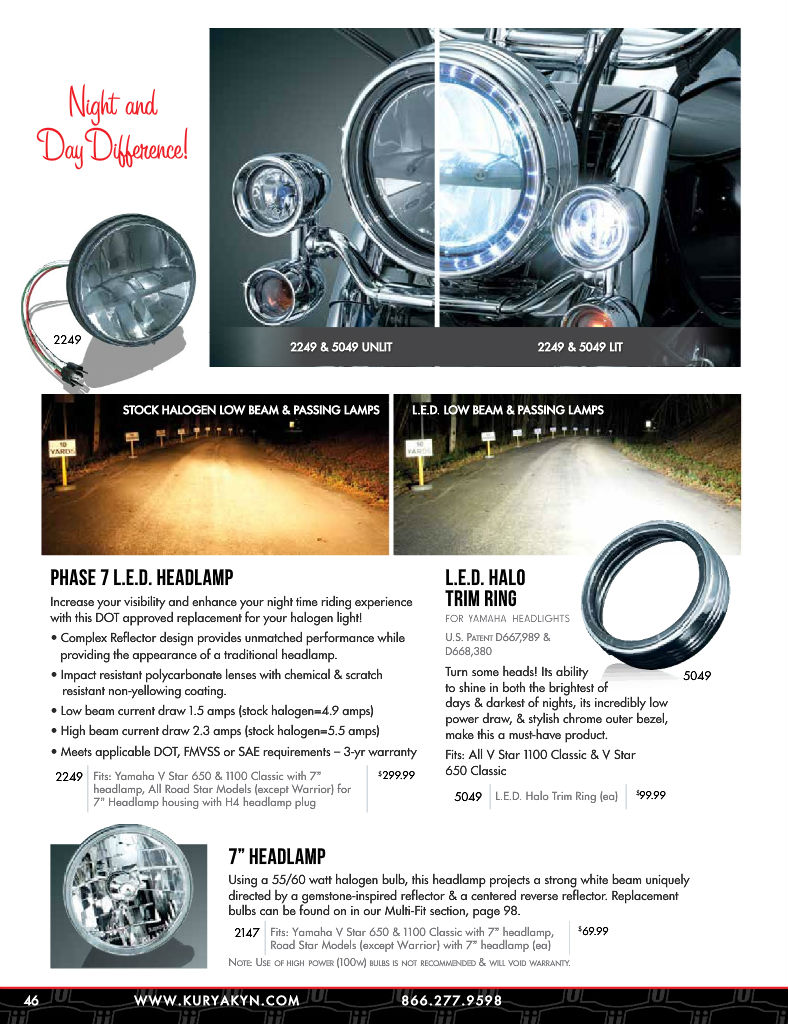 Night and
Day Difference!
2249
2249 & 5049 UNLIT
2249 & 5049 LIT
STOCK HALOGEN LOW BEAM & PASSING LAMPS
L.E.D. LOW BEAM & PASSING LAMPS
10
YARDS
10
YARDS
PHASE 7 L.E.D. HEADLAMP
Increase your visibility and enhance your night time riding experience
with this DOT approved replacement for your halogen light!
• Complex Reflector design provides unmatched performance while
providing the appearance of a traditional headlamp.
• Impact resistant polycarbonate lenses with chemical & scratch
resistant non-yellowing coating.
• Low beam current draw 1.5 amps (stock halogen=4.9 amps)
• High beam current draw 2.3 amps (stock halogen=5.5 amps)
• Meets applicable DOT, FMVSS or SAE requirements – 3-yr warranty
2249 Fits: Yamaha V Star 650 & 1100 Classic with 7" $299.99
headlamp, All Road Star Models (except Warrior) for
7" Headlamp housing with H4 headlamp plug
L.E.D. HALO
TRIM RING
FOR YAMAHA HEADLIGHTS
U.S. PATENT D667,989 &
D668,380
5049
Turn some heads! Its ability
to shine in both the brightest of
days & darkest of nights, its incredibly low
power draw, & stylish chrome outer bezel,
make this a must-have product.
Fits: All V Star 1100 Classic & V Star
650 Classic
5049 L.E.D. Halo Trim Ring (ea) $99.99
7" HEADLAMP
Using a 55/60 watt halogen bulb, this headlamp projects a strong white beam uniquely
directed by a gemstone-inspired reflector & a centered reverse reflector. Replacement
bulbs can be found on in our Multi-Fit section, page 98.
2147 Fits: Yamaha V Star 650 & 1100 Classic with 7" headlamp, $69.99
Road Star Models (except Warrior) with 7" headlamp (ea)
NOTE: USE OF HIGH POWER (100W) BULBS IS NOT RECOMMENDED & WILL VOID WARRANTY.
46 WWW.KURYAKYN.COM 866.277.9598